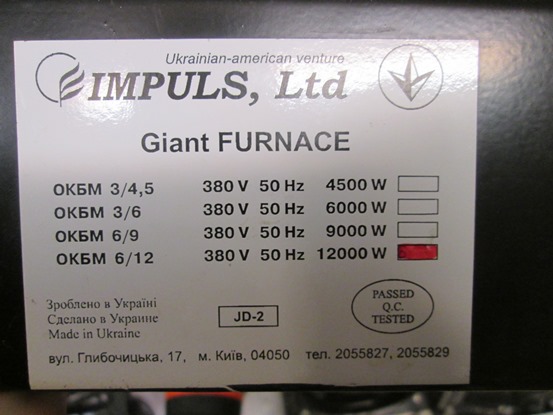 Ukrainian-american venture
IMPULS, Ltd
Giant FURNACE
ОКБМ 3/4,5 380 V 50 Hz 4500 W
ОКБМ 3/6 380 V 50 Hz 6000 W
ОКБМ 6/9 380 V 50 Hz 9000 W
ОКБМ 6/12 380 V 50 Hz 12000 W
Зроблено в Україні
Сделано в Украине
Made in Ukraine
JD-2
PASSED
Q.C.
TESTED
вул. Глибочицька, 17, м. Київ, 04050 тел. 2055827, 2055829